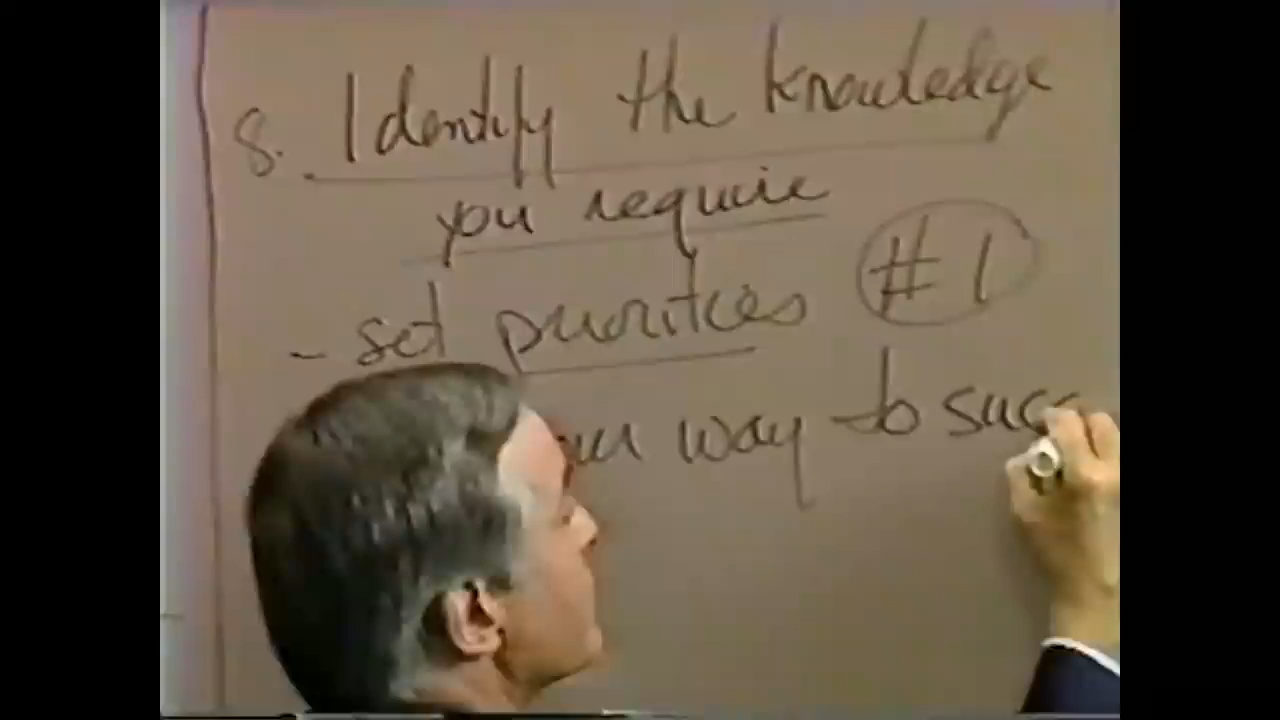 8. Identify the knowledge
you require
- set priorities #1
way to succ